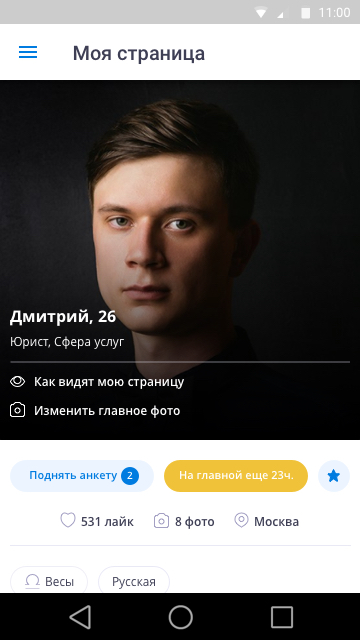 11:00
Моя страница
Дмитрий, 26
Юрист, Сфера услуг
Как видят мою страницу
Изменить главное фото
Поднять анкету 2
На главной еще 23ч.
531 лайк
8 фото
Москва
Весы
Русская